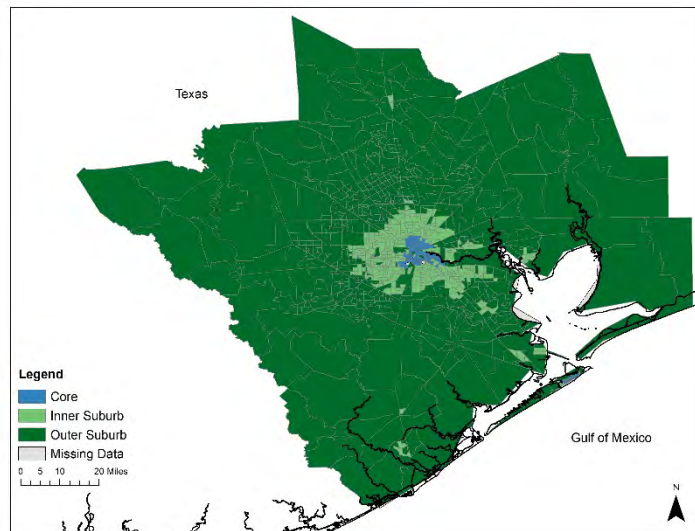 Texas
Gulf of Mexico
Legend
Core
Inner Suburb
Outer Suburb
Missing Data
0 5 10 20 Miles
N